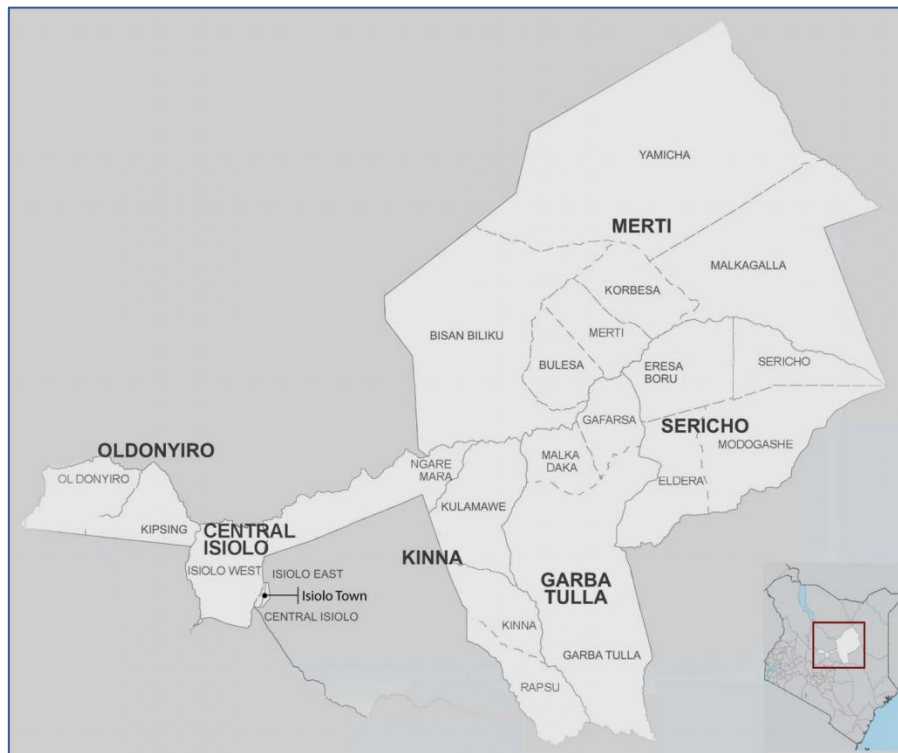 YAMICHA
MERTI
MALKAGALLA
KORBESA
BISAN BILIKU
MERTI
BULESA
ERESA
BORU
SERICHO
GAFARSA
SERICHO
MODOGASHE
OLDONYIRO
OL DONYIRO
NGARE
MARA
MALKA
DAKA
ELDERA
KULAMAWE
KIPSING
CENTRAL
ISIOLO
ISIOLO WEST
ISIOLO EAST
Isiolo Town
CENTRAL ISIOLO
KINNA
GARBA
TULLA
KINNA
GARBA TULLA
RAPSU